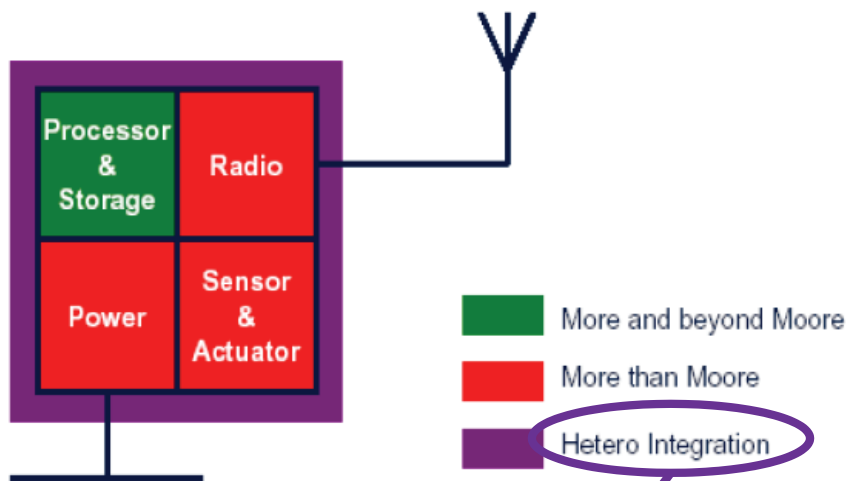 Processor
&
Storage
Radio
Power
Sensor
&
Actuator
More and beyond Moore
More than Moore
Hetero Integration